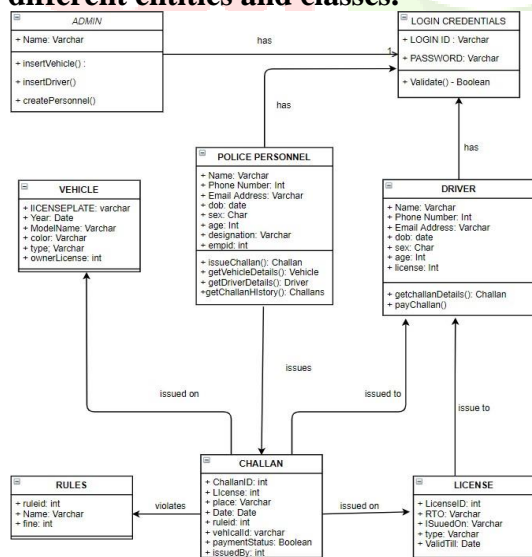 different entities and classes.
ADMIN
+ Name: Varchar
+ insertVehicle() :
+ insertDriver()
+ createPersonnel()
has
1
LOGIN CREDENTIALS
+ LOGIN ID : Varchar
+ PASSWORD: Varchar
+ Validate() - Boolean
has
has
POLICE PERSONNEL
+ Name: Varchar
+ Phone Number: Int
+ Email Address: Varchar
+ dob: date
+ sex: Char
+ age: Int
+ designation: Varchar
+ empid: int
+ issueChallan(): Challan
+ getVehicleDetails(): Vehicle
+ getDriverDetails(): Driver
+getChallanHIstory(): Challans
VEHICLE
+ lICENSEPLATE: varchar
+ Year: Date
+ ModelName: Varchar
+ color: Varchar
+ type: Varchar
+ ownerLicense: int
DRIVER
+ Name: Varchar
+ Phone Number: Int
+ Email Address: Varchar
+ dob: date
+ sex: Char
+ age: Int
+ license: Int
+ getchallanDetails(): Challan
+ payChallan()
issues
issued on
issued to
issue to
CHALLAN
+ ChallanID: int
+ License: int
+ place: Varchar
+ Date: Date
+ ruleid: int
+ vehicalId: varchar
+ paymentStatus: Boolean
+ issuedBy: int
violates
issued on
RULES
+ ruleid: int
+ Name: Varchar
+ fine: int
LICENSE
+ LicenseID: int
+ RTO: Varchar
+ ISuuedOn: Varchar
+ type: Varchar
+ ValidTill: Date